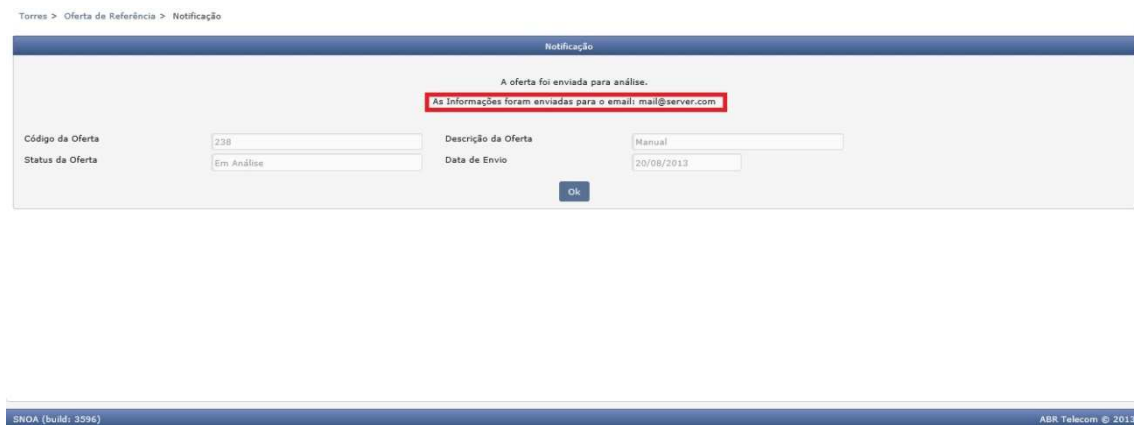 Torres > Oferta de Referência > Notificação
Notificação
A oferta foi enviada para análise.
As Informações foram enviadas para o email: mail@server.com
Código da Oferta 238 Descrição da Oferta Manual
Status da Oferta Em Análise Data de Envio 20/08/2013
Ok
SNOA (build: 3596) ABR Telecom © 2013